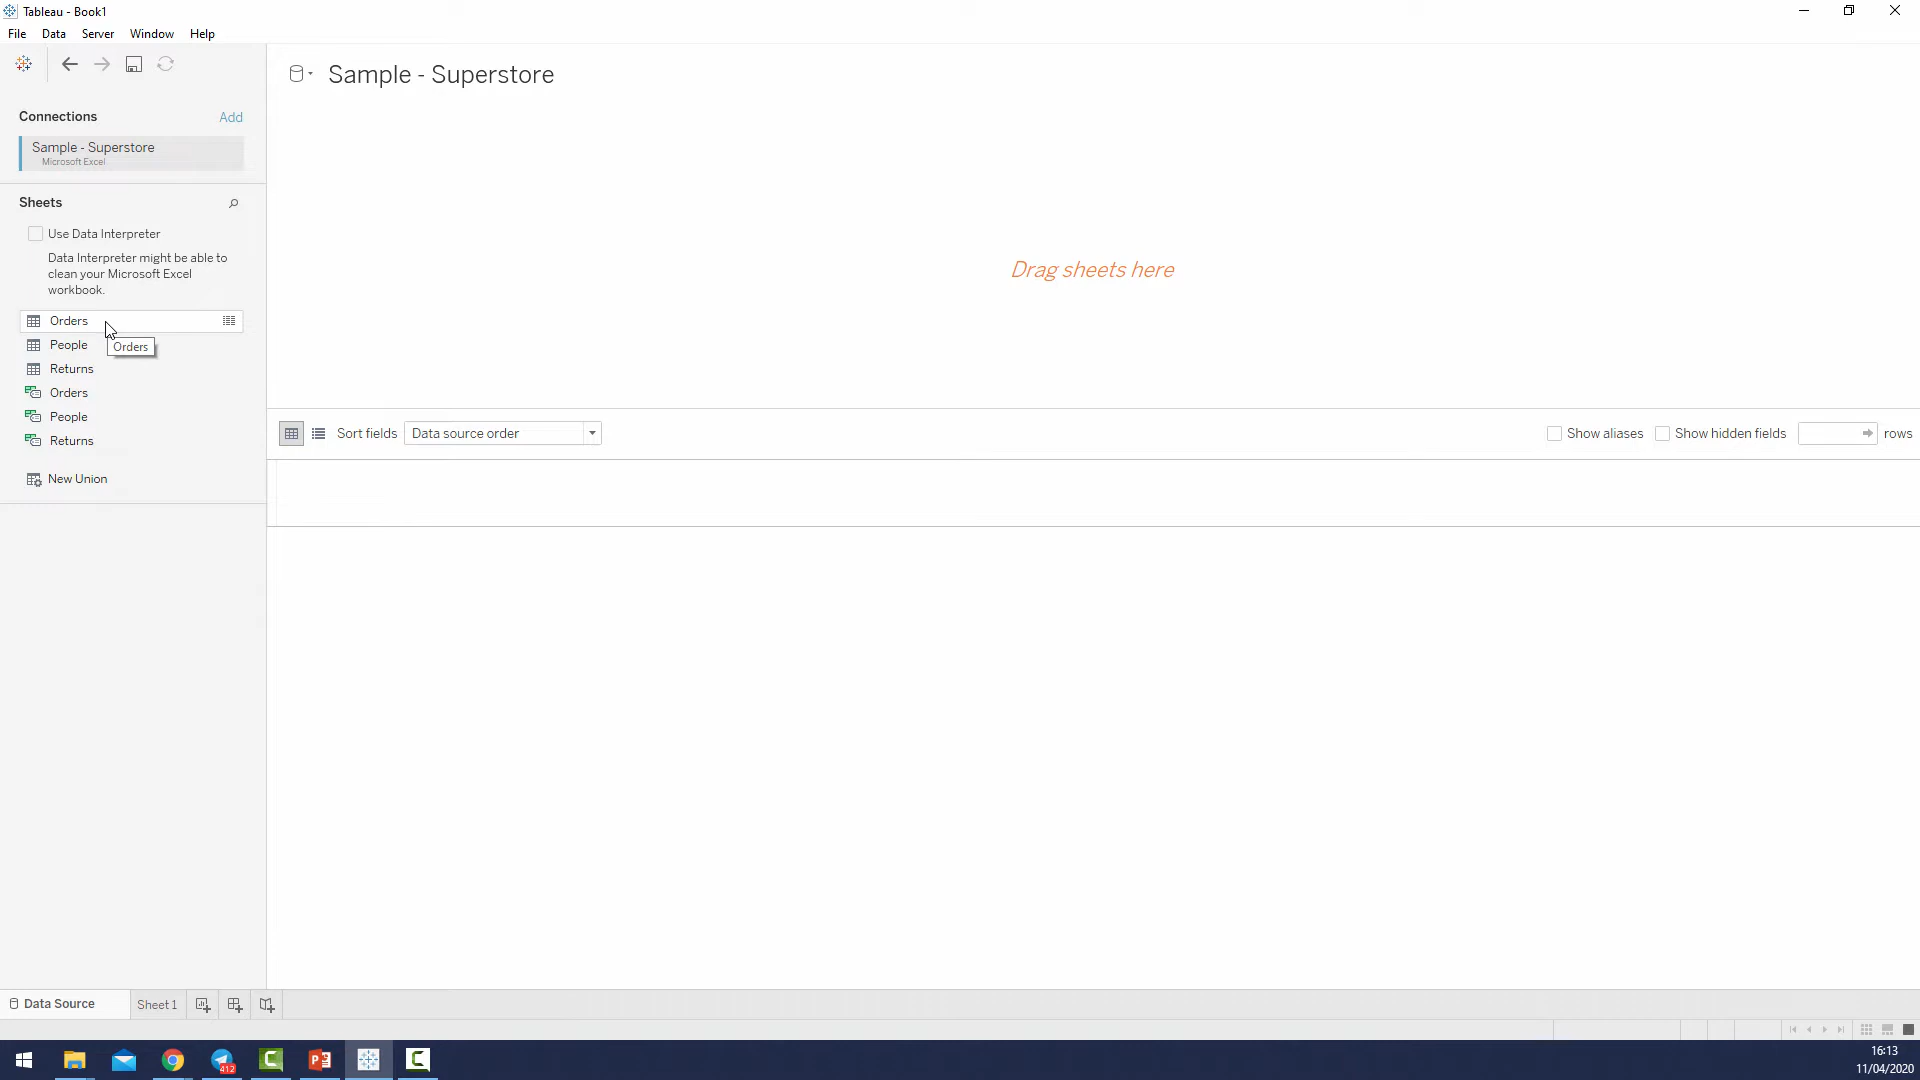 Tableau - Book1
File Data Server Window Help
Sample - Superstore
Connections Add
Sample - Superstore
Microsoft Excel
Sheets
Use Data Interpreter
Data Interpreter might be able to
clean your Microsoft Excel
workbook.
Orders
People
Orders
Returns
Orders
People
Returns
New Union
Drag sheets here
Sort fields Data source order Show aliases Show hidden fields rows
Data Source Sheet 1
412
16:13
11/04/2020